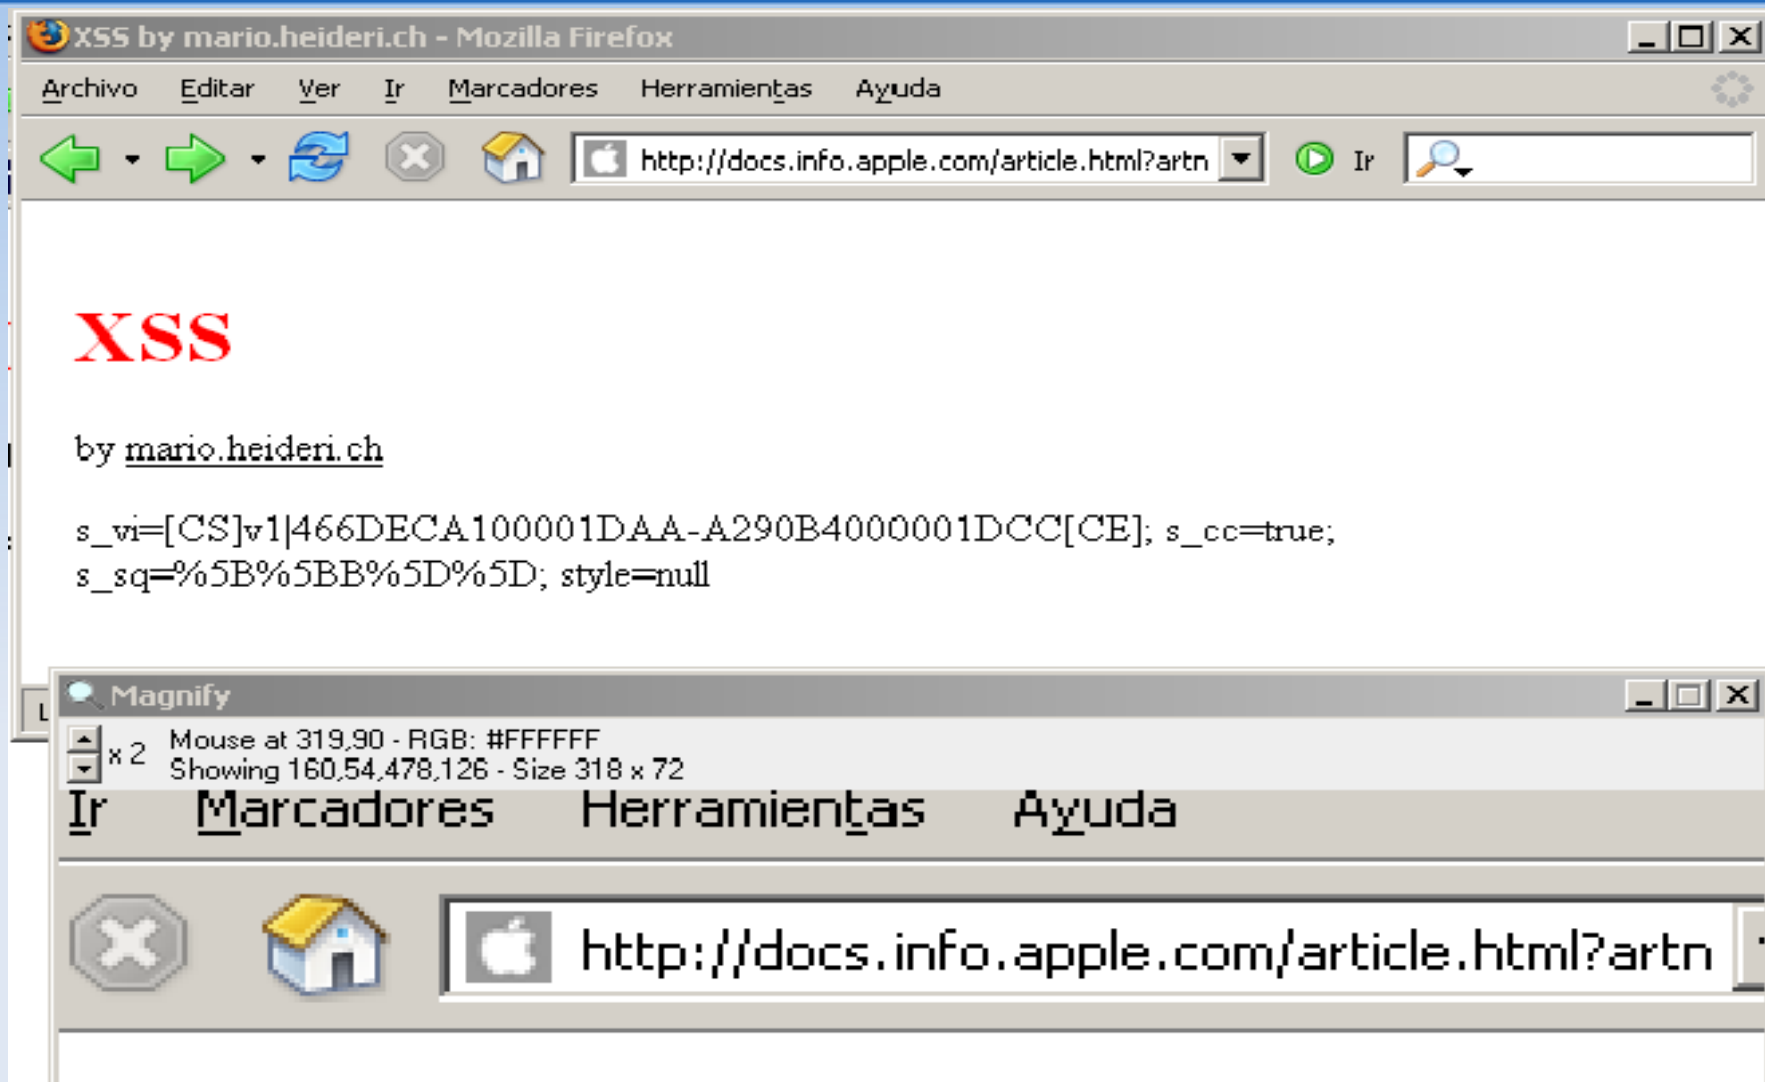 XSS by mario.heideri.ch - Mozilla Firefox
Archivo Editar Ver Ir Marcadores Herramientas Ayuda
http://docs.info.apple.com/article.html?artn Ir
XSS
by mario.heideri.ch
s_vi=[CS]v1|466DECA100001DAA-A290B4000001DCC[CE]; s_cc=true;
s_sq=%5B%5BB%5D%5D; style=null
L
Magnify
x 2 Mouse at 319,90 - RGB: #FFFFFF
Showing 160,54,478,126 - Size 318 x 72
Ir Marcadores Herramientas Ayuda
http://docs.info.apple.com/article.html?artn